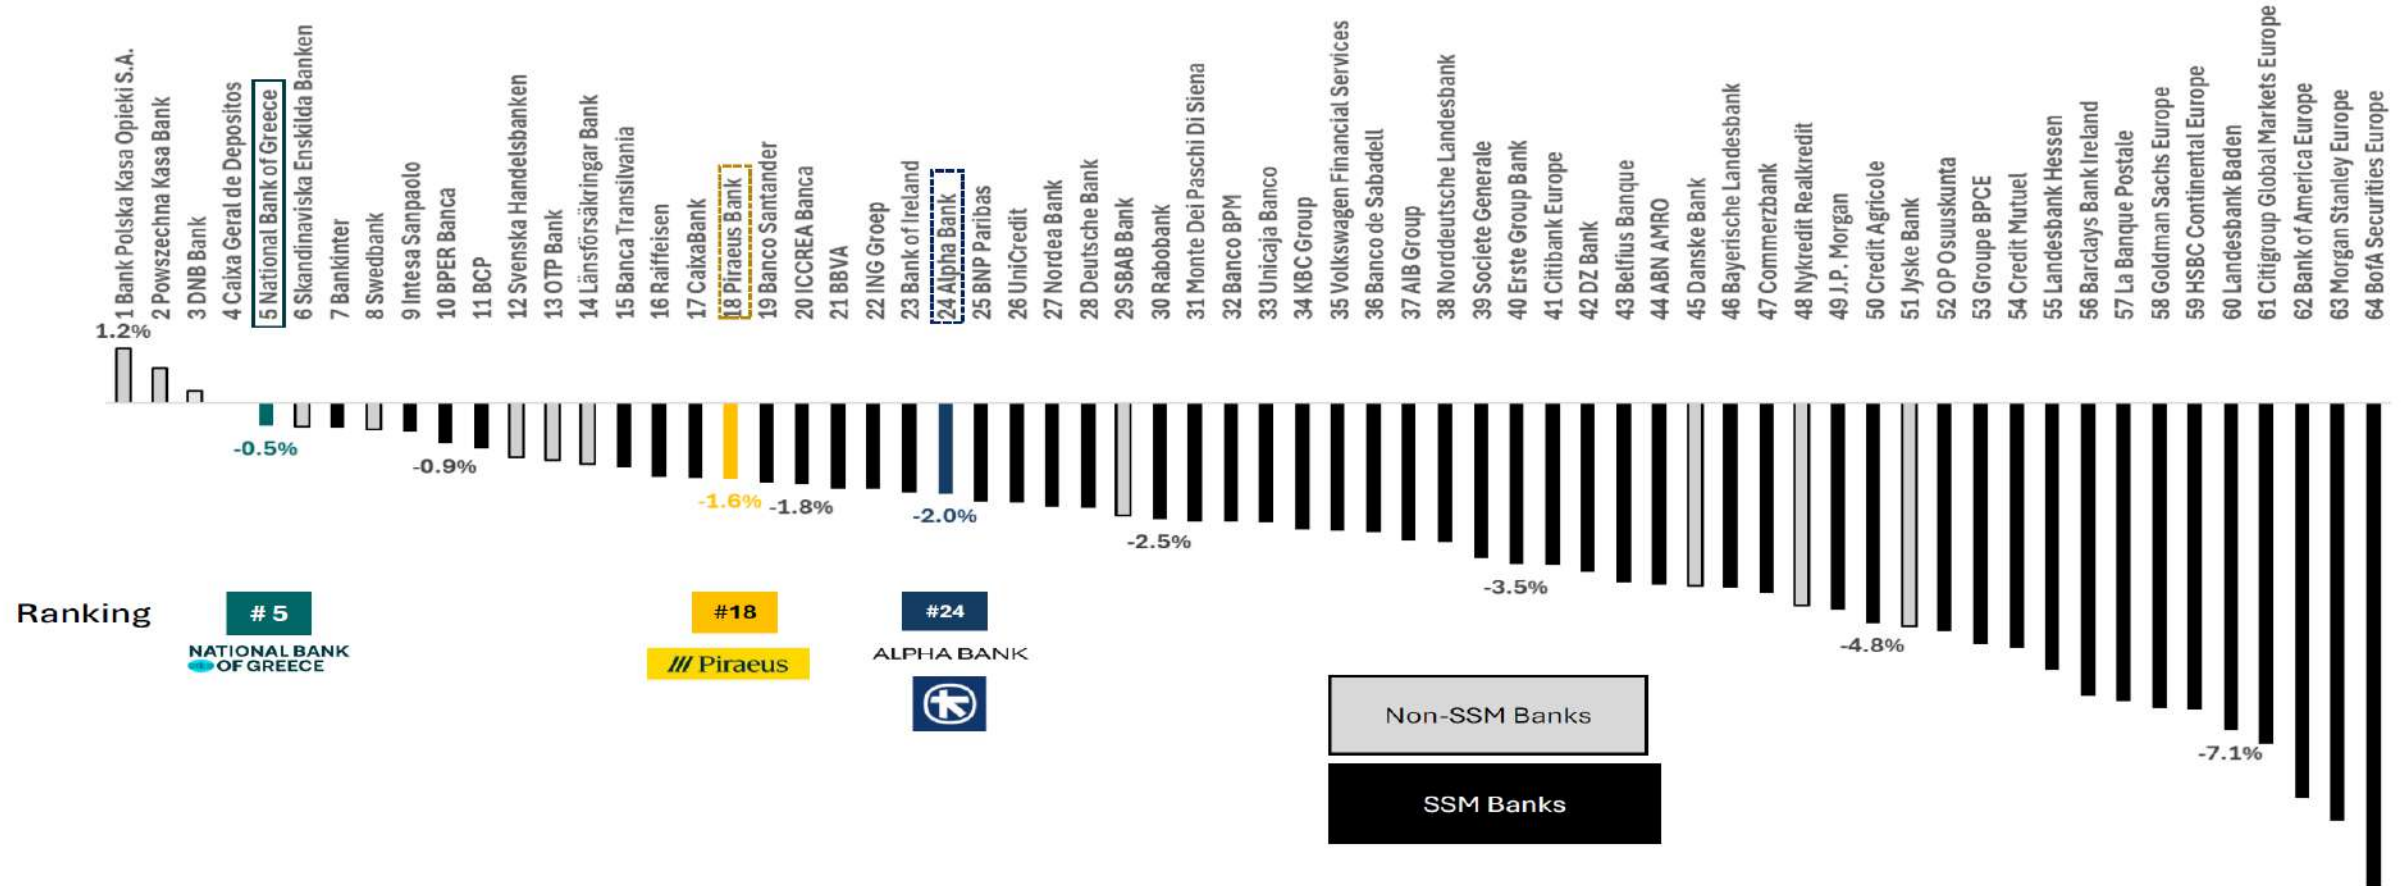 1 Bank Polska Kasa Opieki S.A.
2 Powszechna Kasa Bank
3 DNB Bank
4 Caixa Geral de Depositos
5 National Bank of Greece
6 Skandinaviska Enskilda Banken
7 Bankinter
8 Swedbank
9 Intesa Sanpaolo
10 BPER Banca
11 BCP
12 Svenska Handelsbanken
13 OTP Bank
14 Länsförsäkringar Bank
15 Banca Transilvania
16 Raiffeisen
17 CaixaBank
18 Piraeus Bank
19 Banco Santander
20 ICCREA Banca
21 BBVA
22 ING Groep
23 Bank of Ireland
24 Alpha Bank
25 BNP Paribas
26 UniCredit
27 Nordea Bank
28 Deutsche Bank
29 SBAB Bank
30 Rabobank
31 Monte Dei Paschi Di Siena
32 Banco BPM
33 Unicaja Banco
34 KBC Group
35 Volkswagen Financial Services
36 Banco de Sabadell
37 AIB Group
38 Norddeutsche Landesbank
39 Societe Generale
40 Erste Group Bank
41 Citibank Europe
42 DZ Bank
43 Belfius Banque
44 ABN AMRO
45 Danske Bank
46 Bayerische Landesbank
47 Commerzbank
48 Nykredit Realkredit
49 J.P. Morgan
50 Credit Agricole
51 Jyske Bank
52 OP Osuuskunta
53 Groupe BPCE
54 Credit Mutuel
55 Landesbank Hessen
56 Barclays Bank Ireland
57 La Banque Postale
58 Goldman Sachs Europe
59 HSBC Continental Europe
60 Landesbank Baden
61 Citigroup Global Markets Europe
62 Bank of America Europe
63 Morgan Stanley Europe
64 BofA Securities Europe
1.2%
-0.5%
-0.9%
-1.6%
-1.8%
-2.0%
-2.5%
-3.5%
-4.8%
-7.1%
Ranking
# 5
NATIONAL BANK
OF GREECE
#18
Piraeus
#24
ALPHA BANK
Non-SSM Banks
SSM Banks